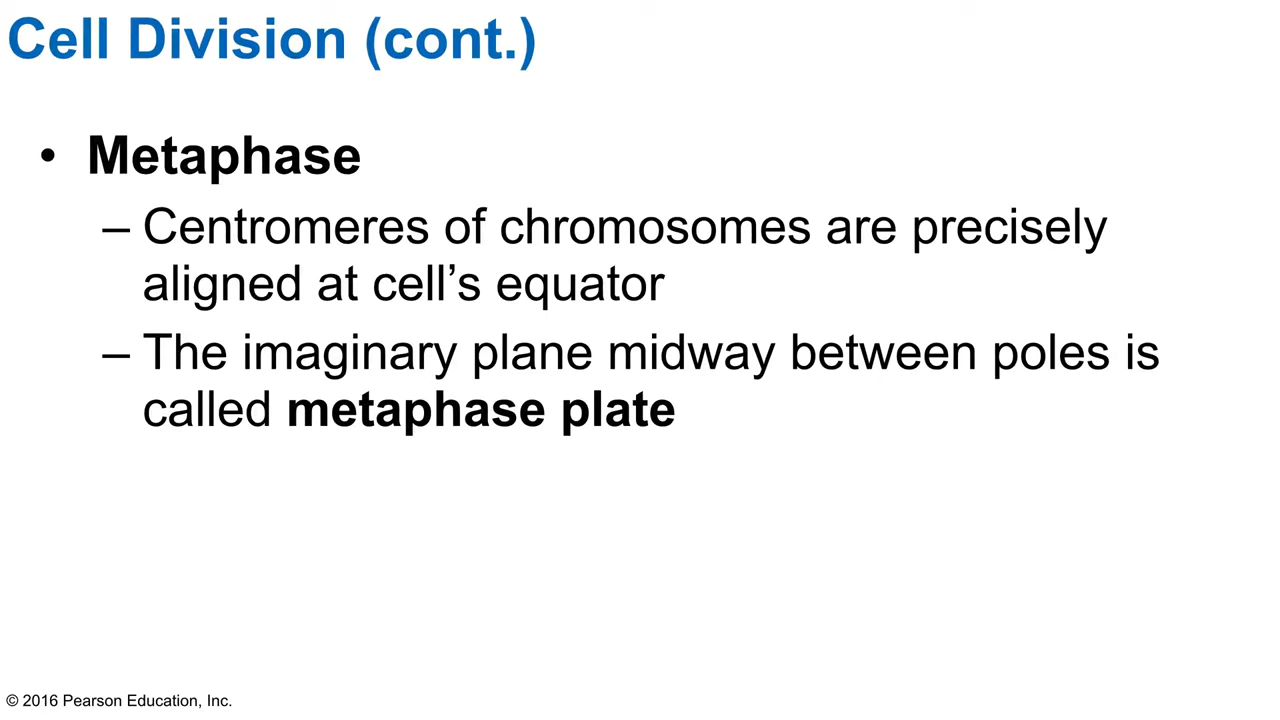 Cell Division (cont.)
• Metaphase
– Centromeres of chromosomes are precisely
aligned at cell’s equator
– The imaginary plane midway between poles is
called metaphase plate
© 2016 Pearson Education, Inc.